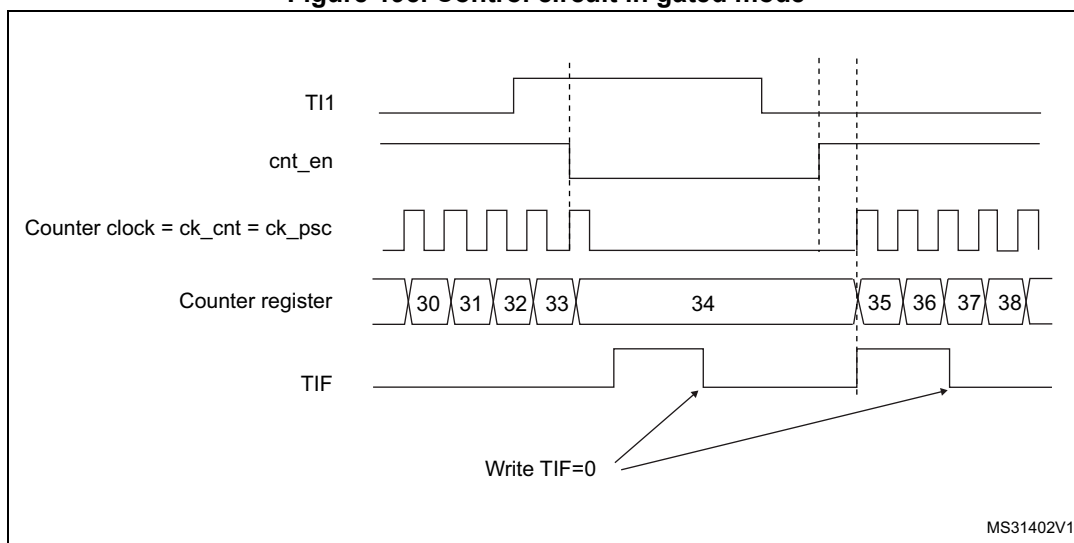 Figure Control circuit in gated mode
TI1
cnt_en
Counter clock = ck_cnt = ck_psc
Counter register
30 31 32 33 34 35 36 37 38
TIF
Write TIF=0
MS31402V1